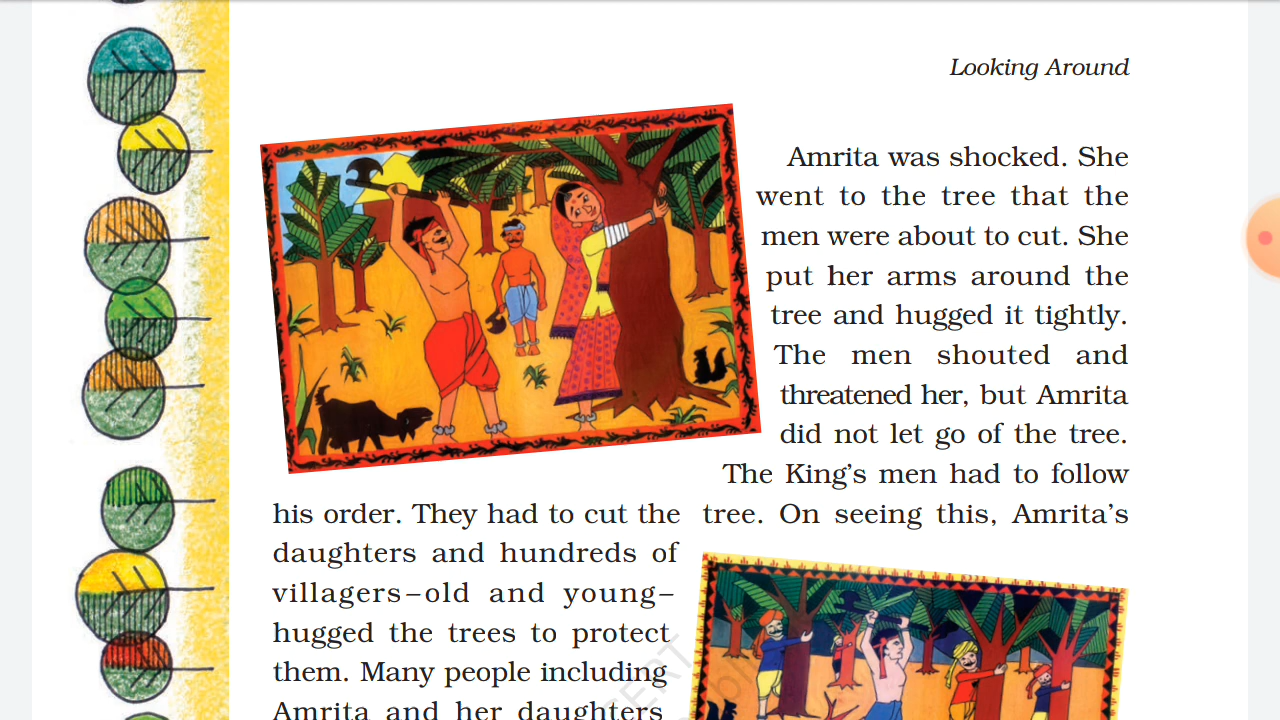 Looking Around
Amrita was shocked. She
went to the tree that the
men were about to cut. She
put her arms around the
tree and hugged it tightly.
The men shouted and
threatened her, but Amrita
did not let go of the tree.
The King's men had to follow
his order. They had to cut the tree. On seeing this, Amrita's
daughters and hundreds of
villagers–old and young–
hugged the trees to protect
them. Many people including
Amrita and her daughters